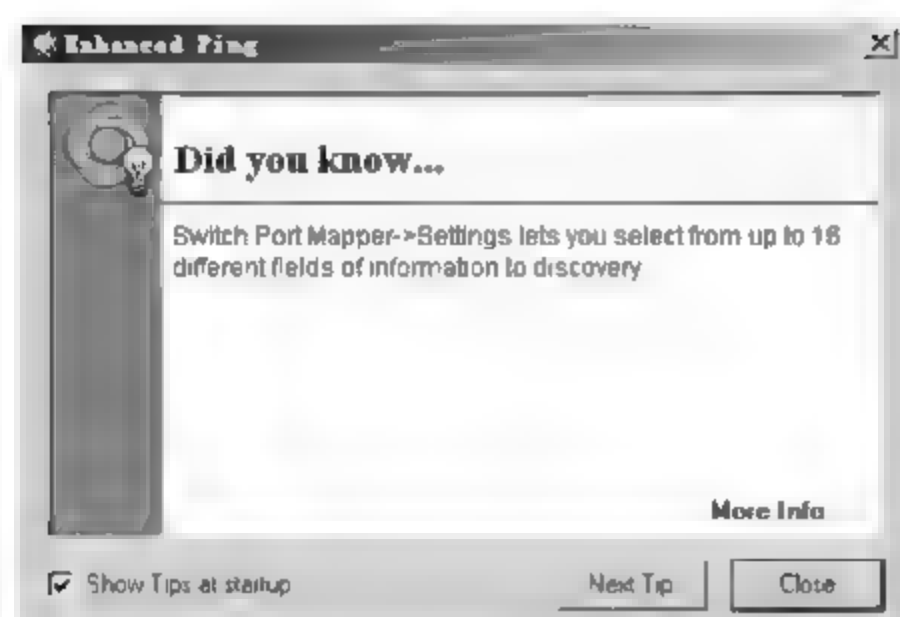 Enhanced Ping
Did you know...
Switch Port Mapper->Settings lets you select from up to 16
different fields of information to discovery
More Info
Show Tips at startup
Next Tip
Close